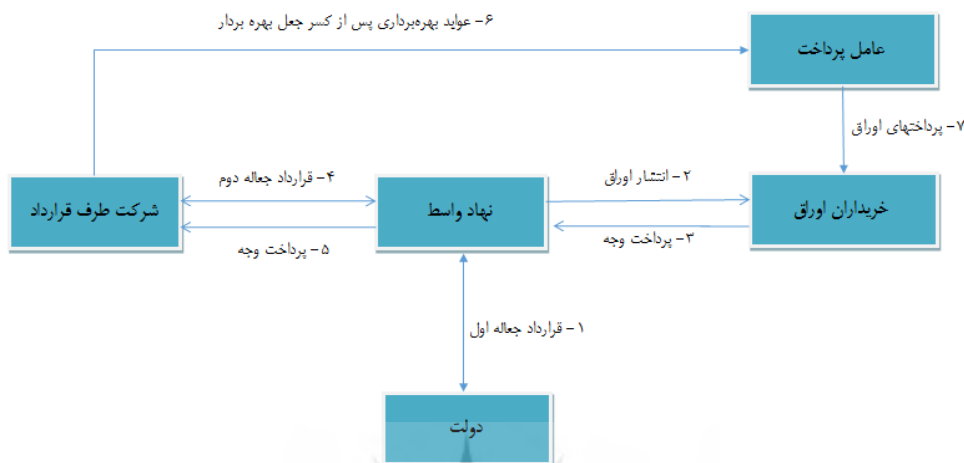 ۶- عواید بهره‌برداری پس از کسر جعل بهره بردار
عامل پرداخت
۷- پرداختهای اوراق
۴- قرارداد جعاله دوم
۲- انتشار اوراق
شرکت طرف قرارداد
نهاد واسط
خریداران اوراق
۵- پرداخت وجه
۳- پرداخت وجه
۱- قرارداد جعاله اول
دولت